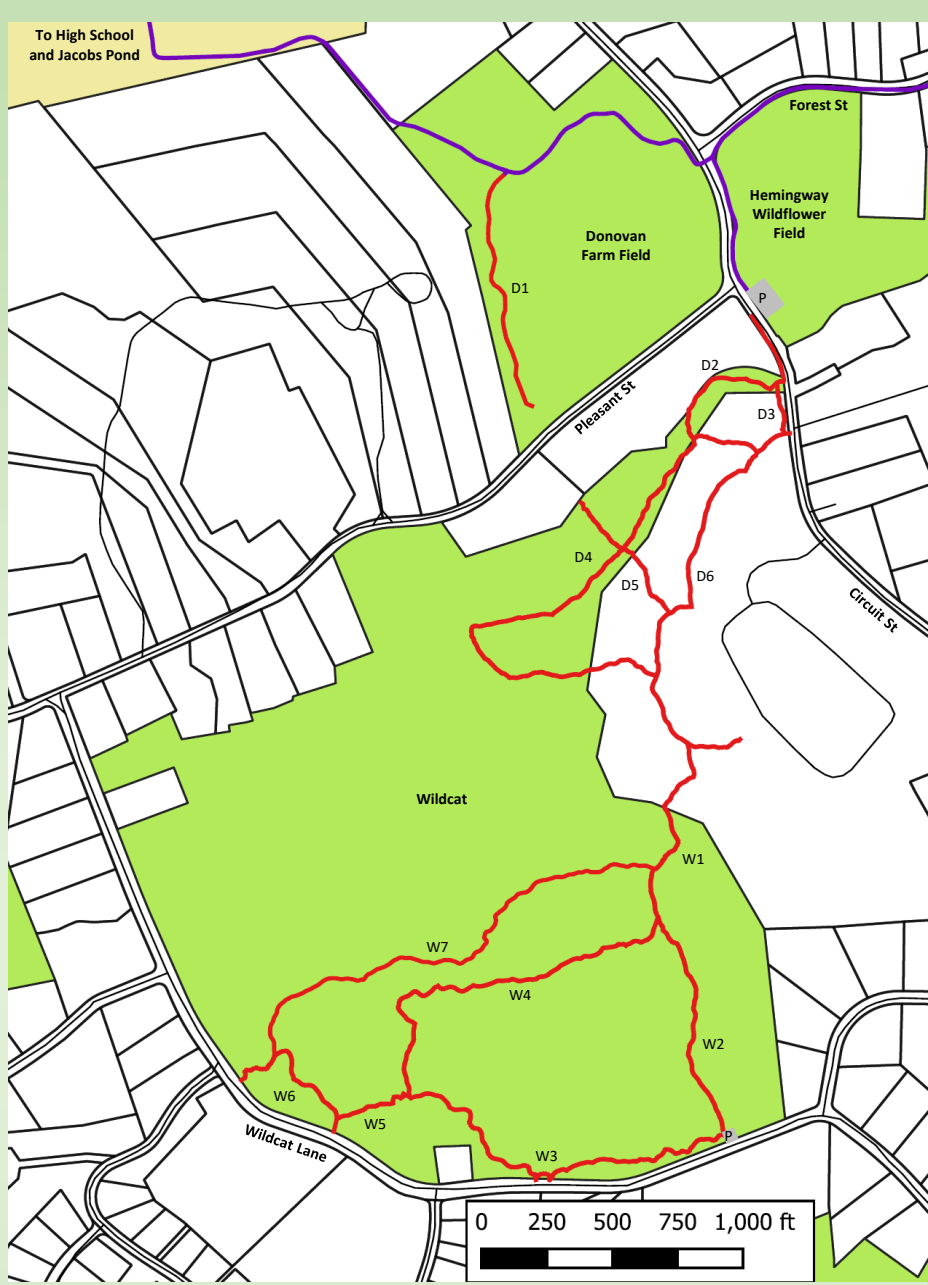 To High School
and Jacobs Pond
Forest St
Hemingway
Wildflower
Field
Donovan
Farm Field
D1
P
D2
Pleasant St
D3
D4
D5
D6
Circuit St
Wildcat
W1
W7
W4
W2
W6
W5
P
Wildcat Lane
W3
0 250 500 750 1,000 ft